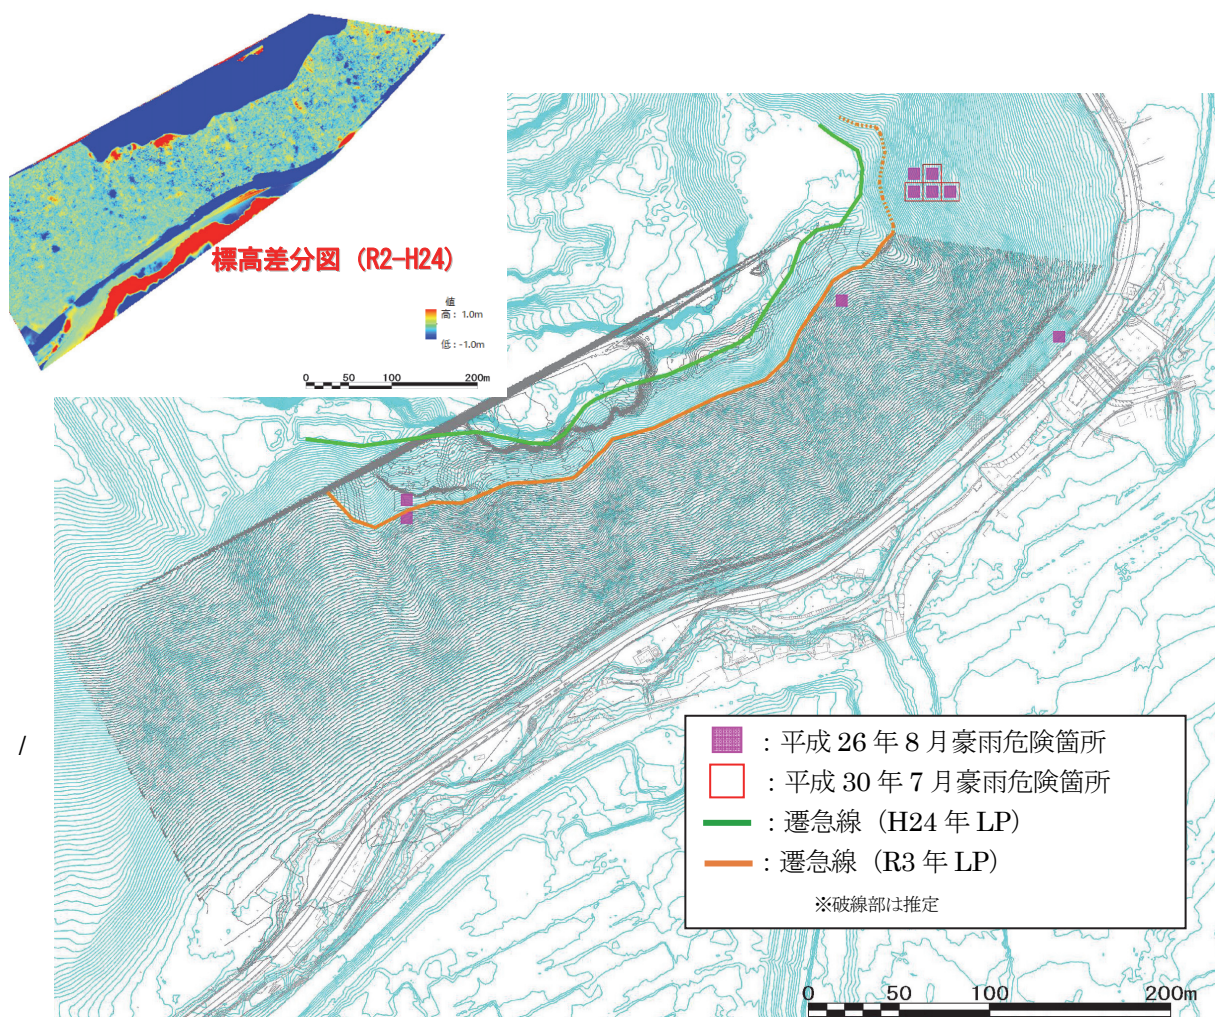 標高差分図（R2−H24）
値
高：1.0m
低：-1.0m
0 50 100 200m
/
：平成 26 年 8 月豪雨危険箇所
：平成 30 年 7 月豪雨危険箇所
：遷急線（H24 年 LP）
：遷急線（R3 年 LP）
※破線部は推定
0 50 100 200m